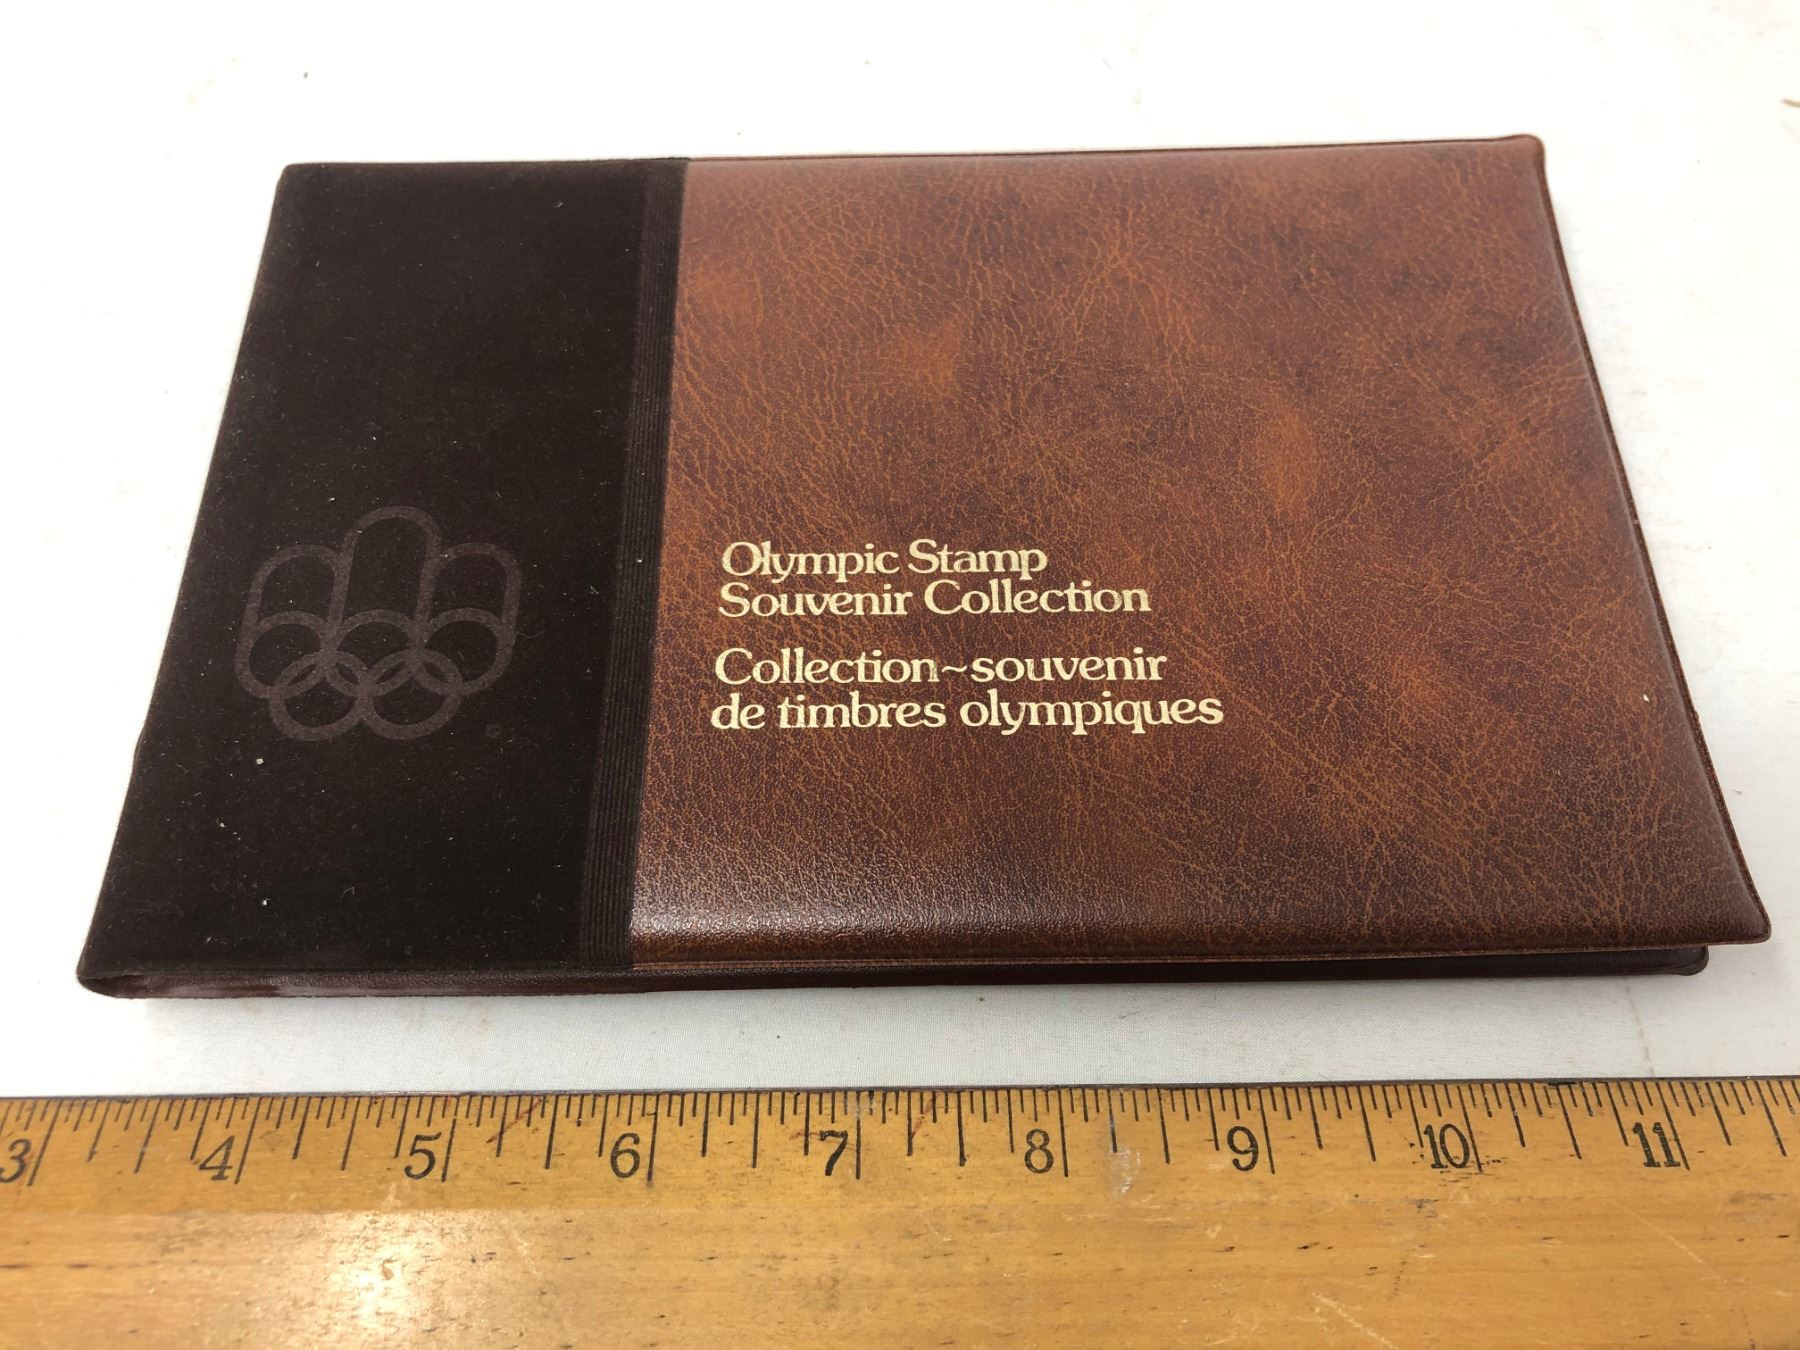 Olympic Stamp
Souvenir Collection
Collection~souvenir
de timbres olympiques
3 4 5 6 7 8 9 10 11